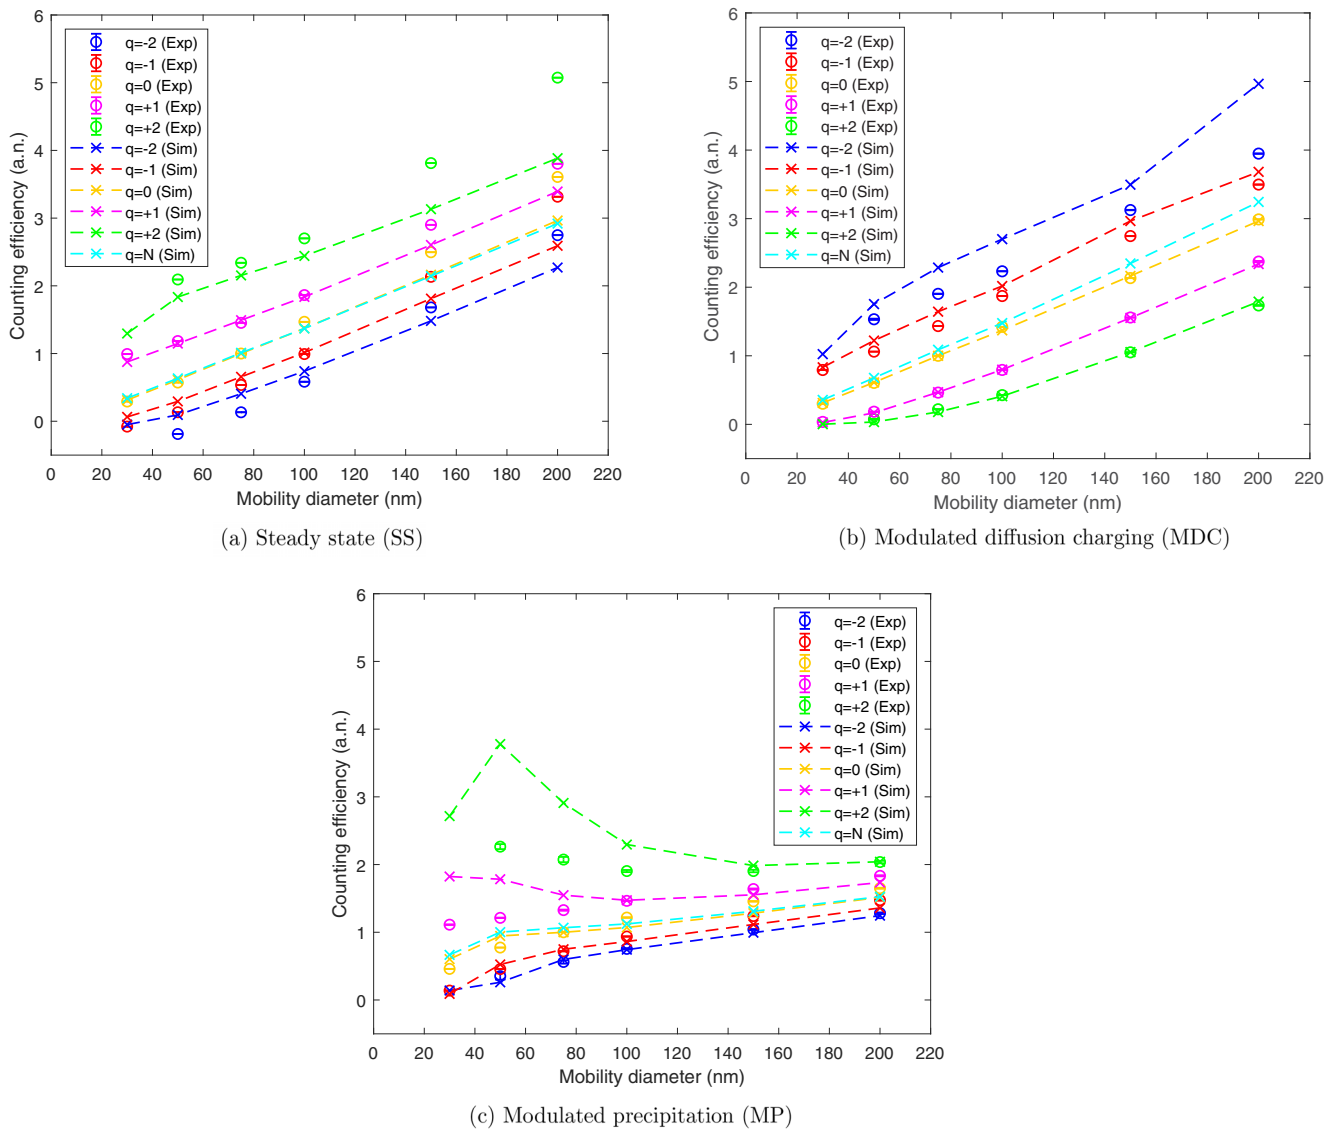 6
5
4
3
2
1
0
Counting efficiency (a.n.)
q=-2 (Exp)
q=-1 (Exp)
q=0 (Exp)
q=+1 (Exp)
q=+2 (Exp)
q=-2 (Sim)
q=-1 (Sim)
q=0 (Sim)
q=+1 (Sim)
q=+2 (Sim)
q=N (Sim)
0 20 40 60 80 100 120 140 160 180 200 220
Mobility diameter (nm)
(a) Steady state (SS)
6
5
4
3
2
1
0
Counting efficiency (a.n.)
q=-2 (Exp)
q=-1 (Exp)
q=0 (Exp)
q=+1 (Exp)
q=+2 (Exp)
q=-2 (Sim)
q=-1 (Sim)
q=0 (Sim)
q=+1 (Sim)
q=+2 (Sim)
q=N (Sim)
0 20 40 60 80 100 120 140 160 180 200 220
Mobility diameter (nm)
(b) Modulated diffusion charging (MDC)
6
5
4
3
2
1
0
Counting efficiency (a.n.)
q=-2 (Exp)
q=-1 (Exp)
q=0 (Exp)
q=+1 (Exp)
q=+2 (Exp)
q=-2 (Sim)
q=-1 (Sim)
q=0 (Sim)
q=+1 (Sim)
q=+2 (Sim)
q=N (Sim)
0 20 40 60 80 100 120 140 160 180 200 220
Mobility diameter (nm)
(c) Modulated precipitation (MP)